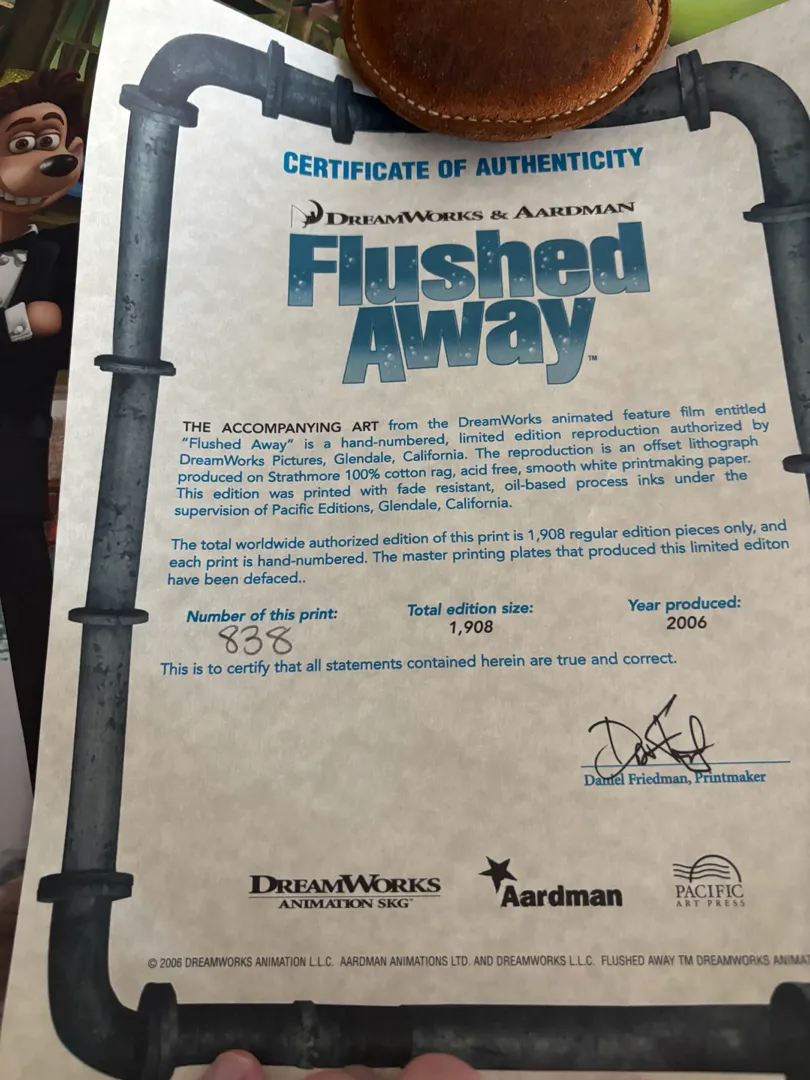 CERTIFICATE OF AUTHENTICITY
DREAMWORKS & AARDMAN
Flushed
Away™
THE ACCOMPANYING ART from the DreamWorks animated feature film entitled
"Flushed Away" is a hand-numbered, limited edition reproduction authorized by
DreamWorks Pictures, Glendale, California. The reproduction is an offset lithograph
produced on Strathmore 100% cotton rag, acid free, smooth white printmaking paper.
This edition was printed with fade resistant, oil-based process inks under the
supervision of Pacific Editions, Glendale, California.
The total worldwide authorized edition of this print is 1,908 regular edition pieces only, and
each print is hand-numbered. The master printing plates that produced this limited editon
have been defaced..
Number of this print:
838
Total edition size:
1,908
Year produced:
2006
This is to certify that all statements contained herein are true and correct.
Daniel Friedman, Printmaker
DREAMWORKS
ANIMATION SKG™
Aardman
PACIFIC
ART PRESS
© 2006 DREAMWORKS ANIMATION L.L.C. AARDMAN ANIMATIONS LTD. AND DREAMWORKS L.L.C. FLUSHED AWAY TM DREAMWORKS